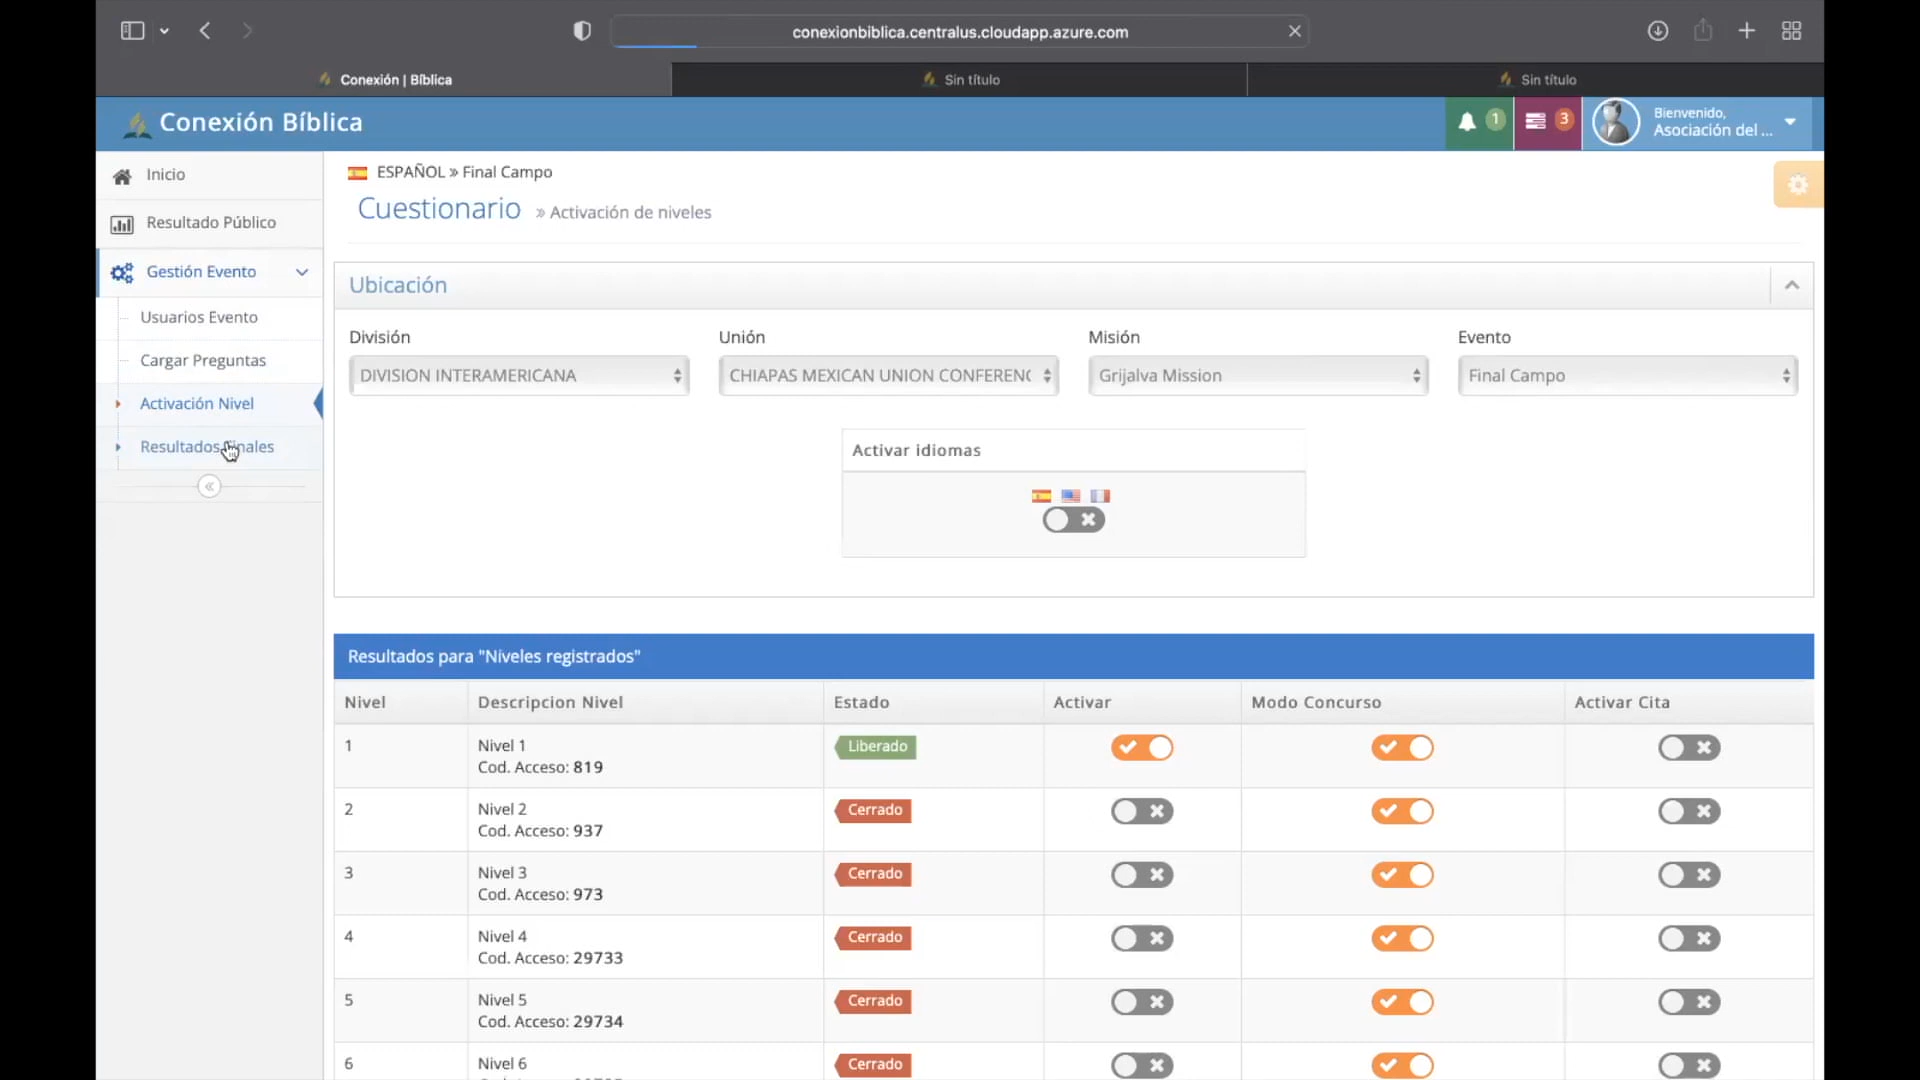 conexionbiblica.centralus.cloudapp.azure.com
Conexión | Bíblica
Sin título
Sin título
Conexión Bíblica
1
3
Bienvenido,
Asociación del ...
Inicio
Resultado Público
Gestión Evento
Usuarios Evento
Cargar Preguntas
Activación Nivel
Resultados Finales
ESPAÑOL » Final Campo
Cuestionario » Activación de niveles
Ubicación
División
Unión
Misión
Evento
DIVISION INTERAMERICANA
CHIAPAS MEXICAN UNION CONFERENC
Grijalva Mission
Final Campo
Activar idiomas
Resultados para "Niveles registrados"
Nivel
Descripcion Nivel
Estado
Activar
Modo Concurso
Activar Cita
1
Nivel 1
Cod. Acceso: 819
Liberado
2
Nivel 2
Cod. Acceso: 937
Cerrado
3
Nivel 3
Cod. Acceso: 973
Cerrado
4
Nivel 4
Cod. Acceso: 29733
Cerrado
5
Nivel 5
Cod. Acceso: 29734
Cerrado
6
Nivel 6
Cerrado